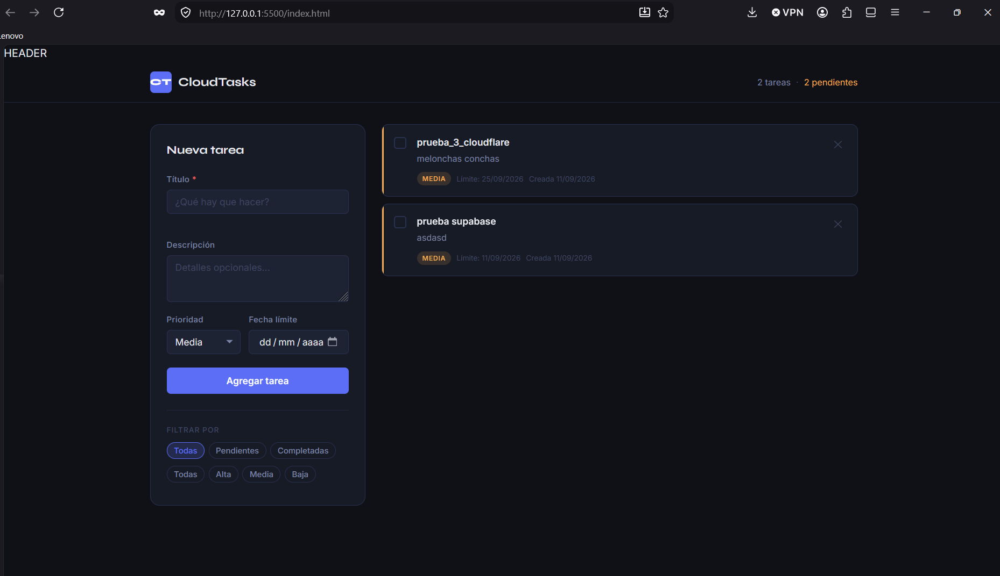 http://127.0.0.1:5500/index.html
VPN
Lenovo
HEADER
CT CloudTasks
2 tareas · 2 pendientes
Nueva tarea
Título *
¿Qué hay que hacer?
Descripción
Detalles opcionales...
Prioridad Fecha límite
Media dd / mm / aaaa
Agregar tarea
FILTRAR POR
Todas Pendientes Completadas
Todas Alta Media Baja
prueba_3_cloudflare
melonchas conchas
MEDIA Límite: 25/09/2026 Creada 11/09/2026
prueba supabase
asdasd
MEDIA Límite: 11/09/2026 Creada 11/09/2026